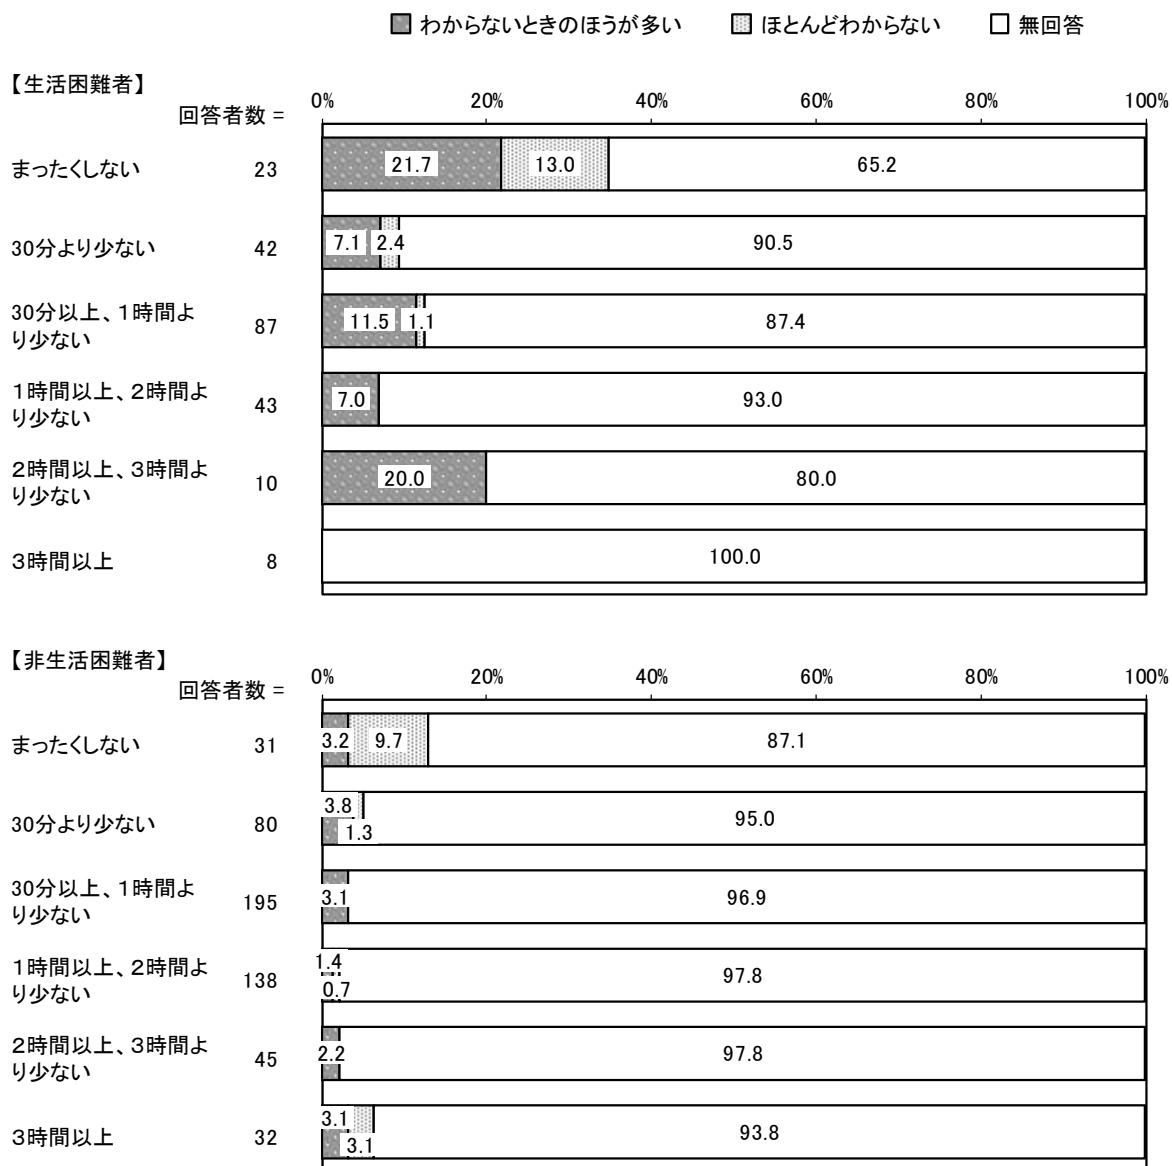 わからないときのほうが多い ほとんどわからない 無回答
【生活困難者】
回答者数 = 0% 20% 40% 60% 80% 100%
まったくしない 23 21.7 13.0 65.2
30分より少ない 42 7.1 2.4 90.5
30分以上、1時間よ
り少ない 87 11.5 1.1 87.4
1時間以上、2時間よ
り少ない 43 7.0 93.0
2時間以上、3時間よ
り少ない 10 20.0 80.0
3時間以上 8 100.0
【非生活困難者】
回答者数 = 0% 20% 40% 60% 80% 100%
まったくしない 31 3.2 9.7 87.1
30分より少ない 80 3.8 1.3 95.0
30分以上、1時間よ
り少ない 195 3.1 96.9
1時間以上、2時間よ
り少ない 138 1.4 0.7 97.8
2時間以上、3時間よ
り少ない 45 2.2 97.8
3時間以上 32 3.1 3.1 93.8